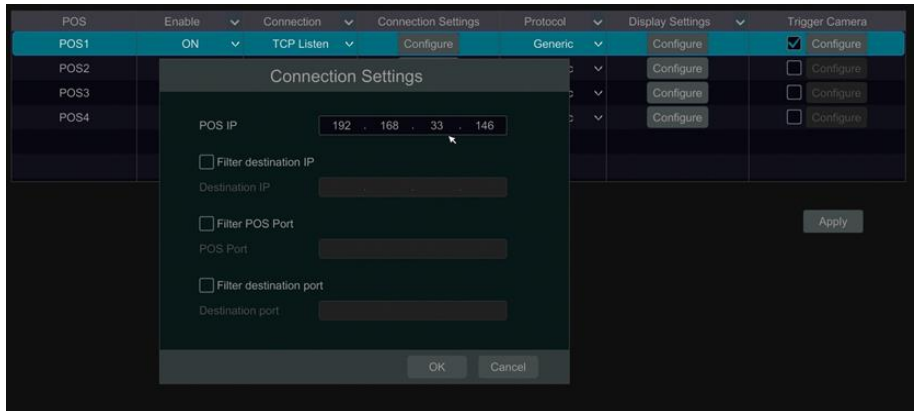 POS Enable Connection Connection Settings Protocol Display Settings Trigger Camera
POS1 ON TCP Listen Configure Generic Configure Configure
POS2 Configure Configure
POS3 Configure Configure
POS4 Configure Configure
Connection Settings
POS IP 192 . 168 . 33 . 146
Filter destination IP
Destination IP . . .
Filter POS Port
POS Port
Apply
Filter destination port
Destination port
OK Cancel